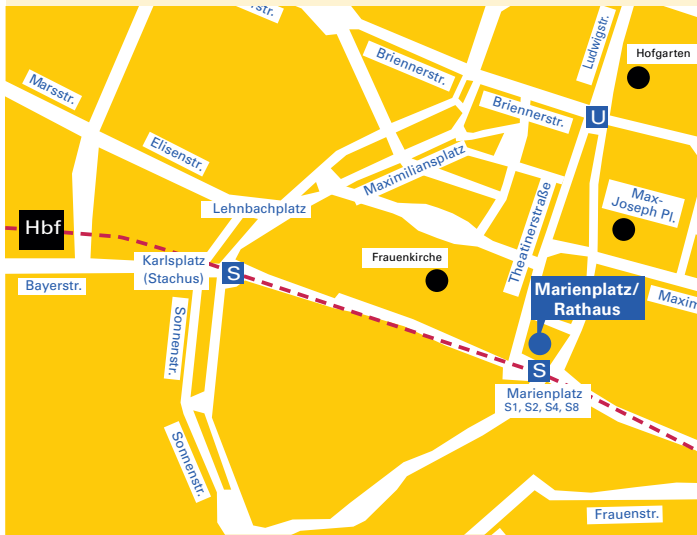 rstr.
Ludwigstr.
Hofgarten
Briennerstr.
Marsstr.
Briennerstr.
U
Elisenstr.
Maximiliansplatz
Max-
Joseph Pl.
Lehnbachplatz
Theatinerstraße
Hbf
Frauenkirche
Karlsplatz
(Stachus)
S
Bayerstr.
Marienplatz/
Rathaus
Maxim
Sonnenstr.
S
Marienplatz
S1, S2, S4, S8
Sonnenstr.
Frauenstr.